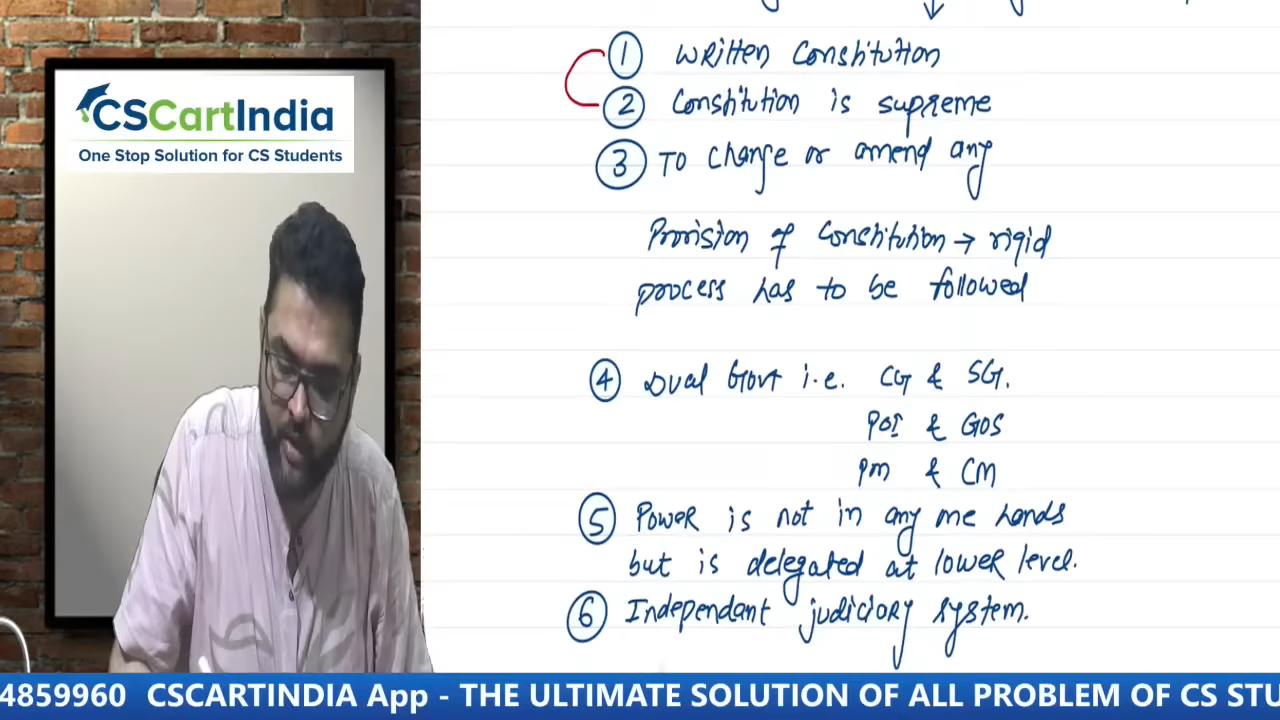 CSCartIndia
One Stop Solution for CS Students
1 Written Constitution
2 Constitution is supreme
3 To change or amend any
Provision of Constitution → rigid
process has to be followed
4 Dual Govt i.e. CG & SG.
POI & GOS
PM & CM
5 Power is not in any one hands
but is delegated at lower level.
6 Independant judiciary system.
4859960 CSCARTINDIA App - THE ULTIMATE SOLUTION OF ALL PROBLEM OF CS STU